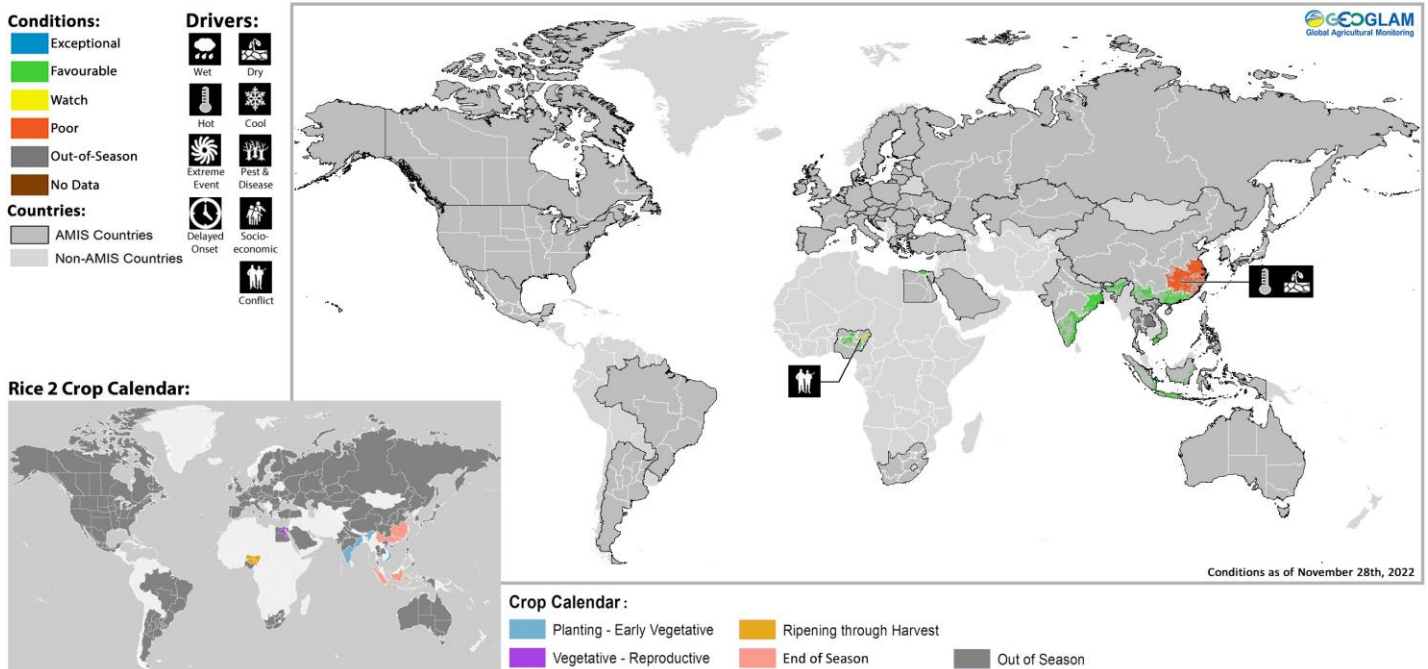 Conditions:
Exceptional
Favourable
Watch
Poor
Out-of-Season
No Data
Countries:
AMIS Countries
Non-AMIS Countries
Drivers:
Wet
Dry
Hot
Cool
Extreme
Event
Pest &
Disease
Delayed
Onset
Socio-
economic
Conflict
GEOGLAM
Global Agricultural Monitoring
Conditions as of November 28th, 2022
Rice 2 Crop Calendar:
Crop Calendar :
Planting - Early Vegetative
Ripening through Harvest
Vegetative - Reproductive
End of Season
Out of Season